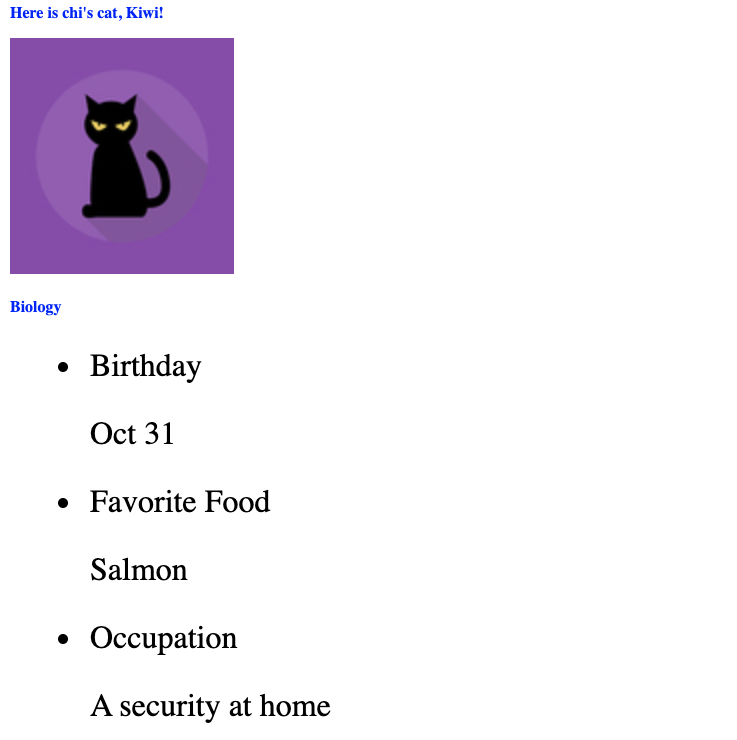 Here is chi's cat, Kiwi!
Biology
Birthday
Oct 31
Favorite Food
Salmon
Occupation
A security at home